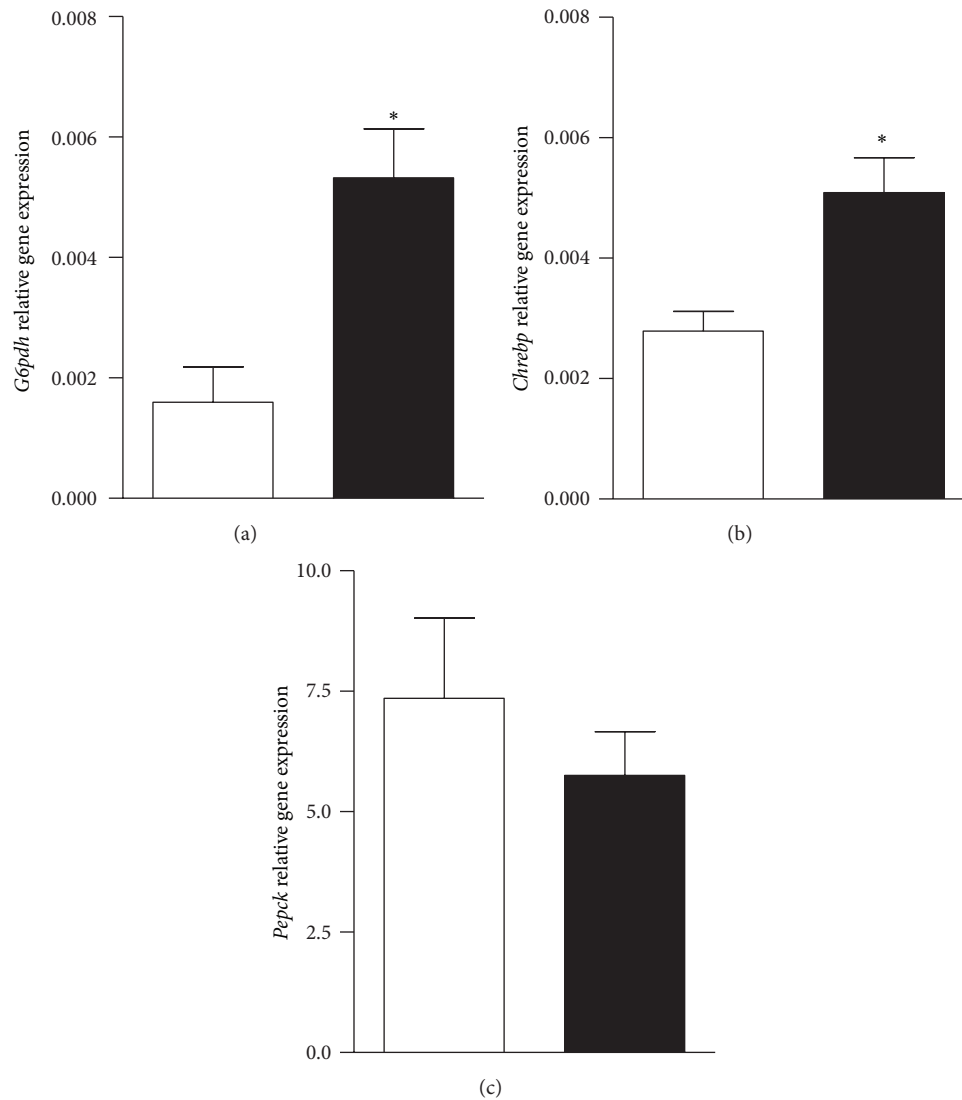 0.008
0.006
0.004
0.002
0.000
G6pdh relative gene expression
*
(a)
0.008
0.006
0.004
0.002
0.000
Chrebp relative gene expression
*
(b)
10.0
7.5
5.0
2.5
0.0
Pepck relative gene expression
(c)